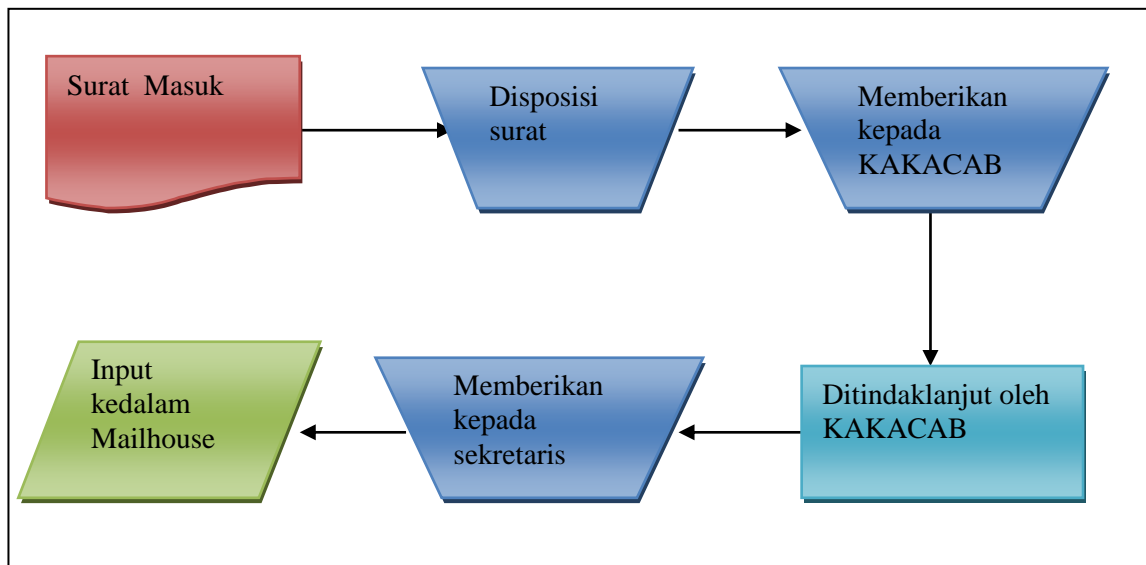 Surat Masuk
Disposisi
surat
Memberikan
kepada
KAKACAB
Ditindaklanjut oleh
KAKACAB
Memberikan
kepada
sekretaris
Input
kedalam
Mailhouse